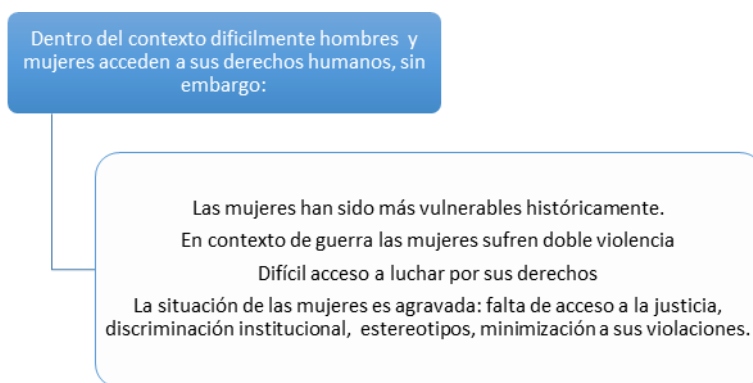 Dentro del contexto dificilmente hombres y
mujeres acceden a sus derechos humanos, sin
embargo:
Las mujeres han sido más vulnerables históricamente.
En contexto de guerra las mujeres sufren doble violencia
Difícil acceso a luchar por sus derechos
La situación de las mujeres es agravada: falta de acceso a la justicia,
discriminación institucional, estereotipos, minimización a sus violaciones.